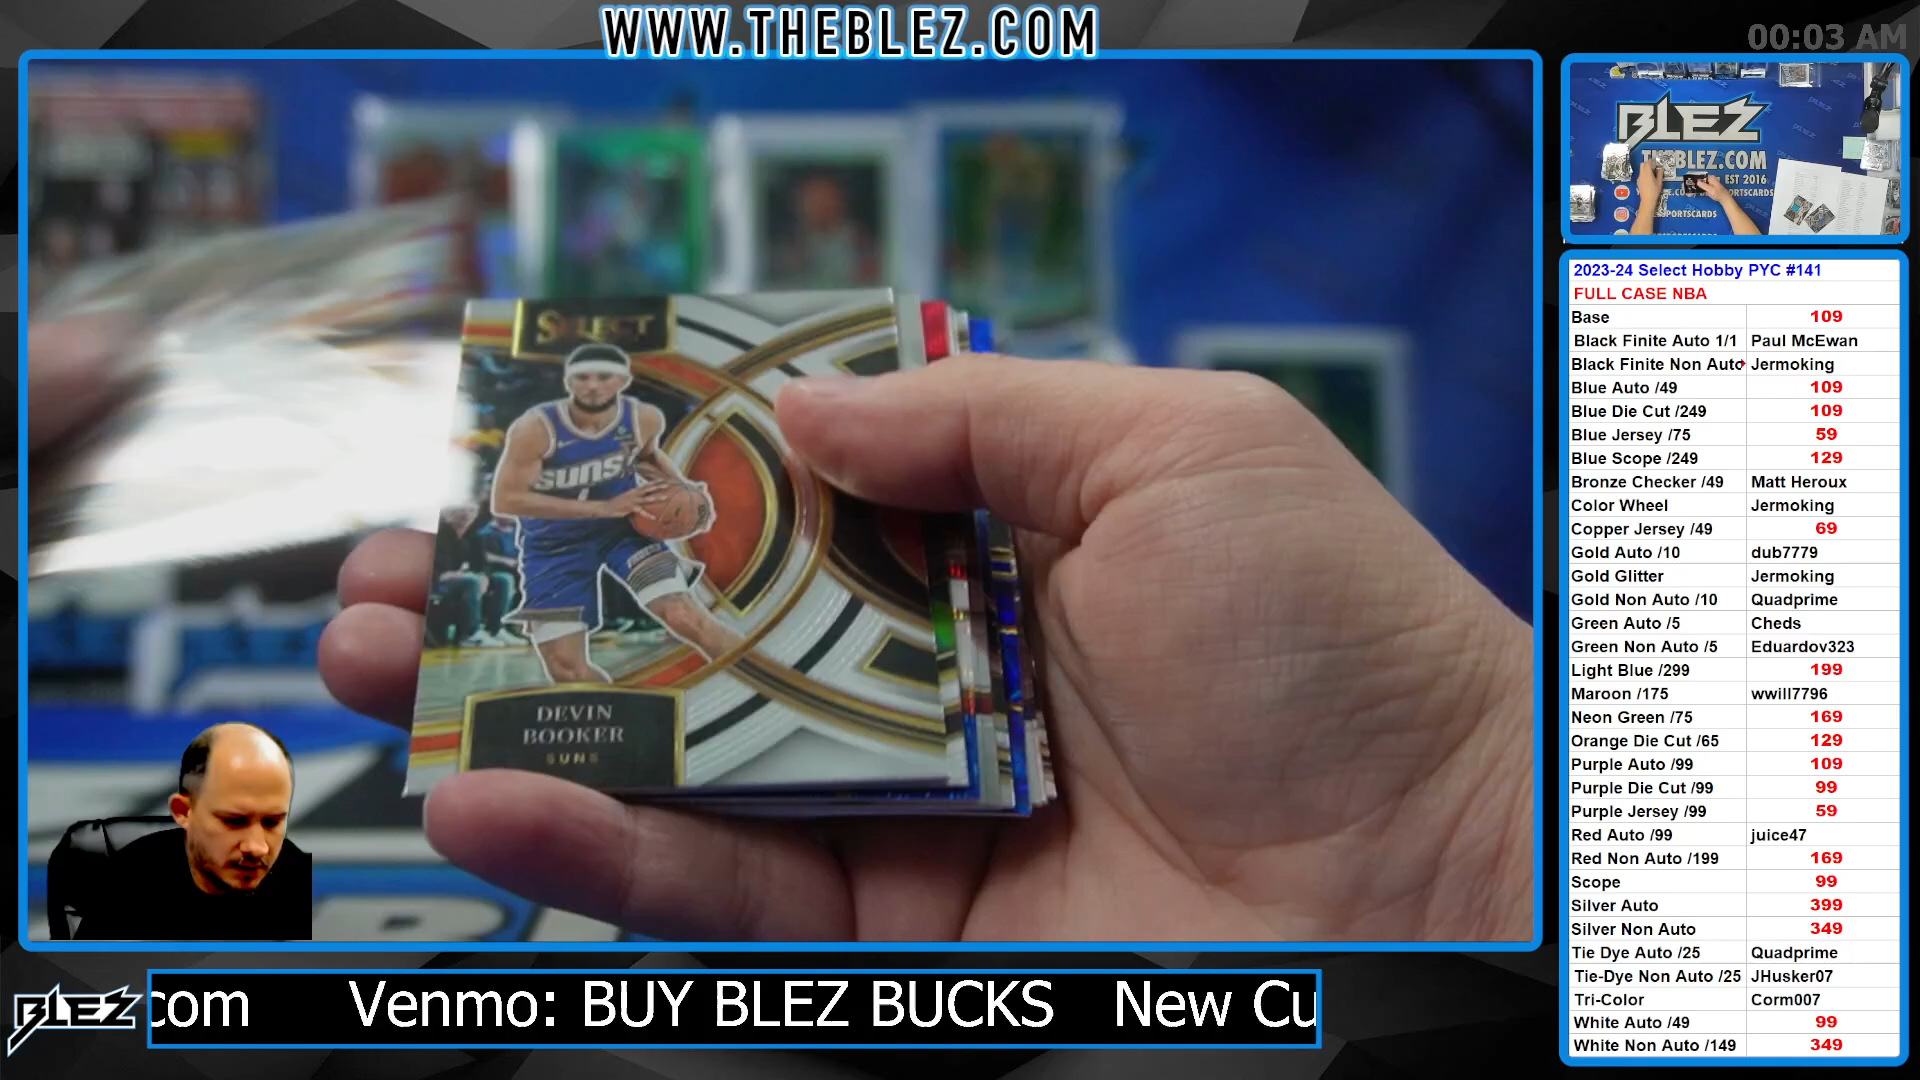 WWW.THEBLEZ.COM
00:03 AM
BLEZ
THEBLEZ.COM
EST 2016
SPORTSCARDS
SPORTSCARDS
2023-24 Select Hobby PYC #141
FULL CASE NBA
Base 109
Black Finite Auto 1/1 Paul McEwan
Black Finite Non Auto Jermoking
Blue Auto /49 109
Blue Die Cut /249 109
Blue Jersey /75 59
Blue Scope /249 129
Bronze Checker /49 Matt Heroux
Color Wheel Jermoking
Copper Jersey /49 69
Gold Auto /10 dub7779
Gold Glitter Jermoking
Gold Non Auto /10 Quadprime
Green Auto /5 Cheds
Green Non Auto /5 Eduardov323
Light Blue /299 199
Maroon /175 wwill7796
Neon Green /75 169
Orange Die Cut /65 129
Purple Auto /99 109
Purple Die Cut /99 99
Purple Jersey /99 59
Red Auto /99 juice47
Red Non Auto /199 169
Scope 99
Silver Auto 399
Silver Non Auto 349
Tie Dye Auto /25 Quadprime
Tie-Dye Non Auto /25 JHusker07
Tri-Color Corm007
White Auto /49 99
White Non Auto /149 349
SELECT
SUNS
DEVIN
BOOKER
SUNS
BLEZ
com Venmo: BUY BLEZ BUCKS New Cu